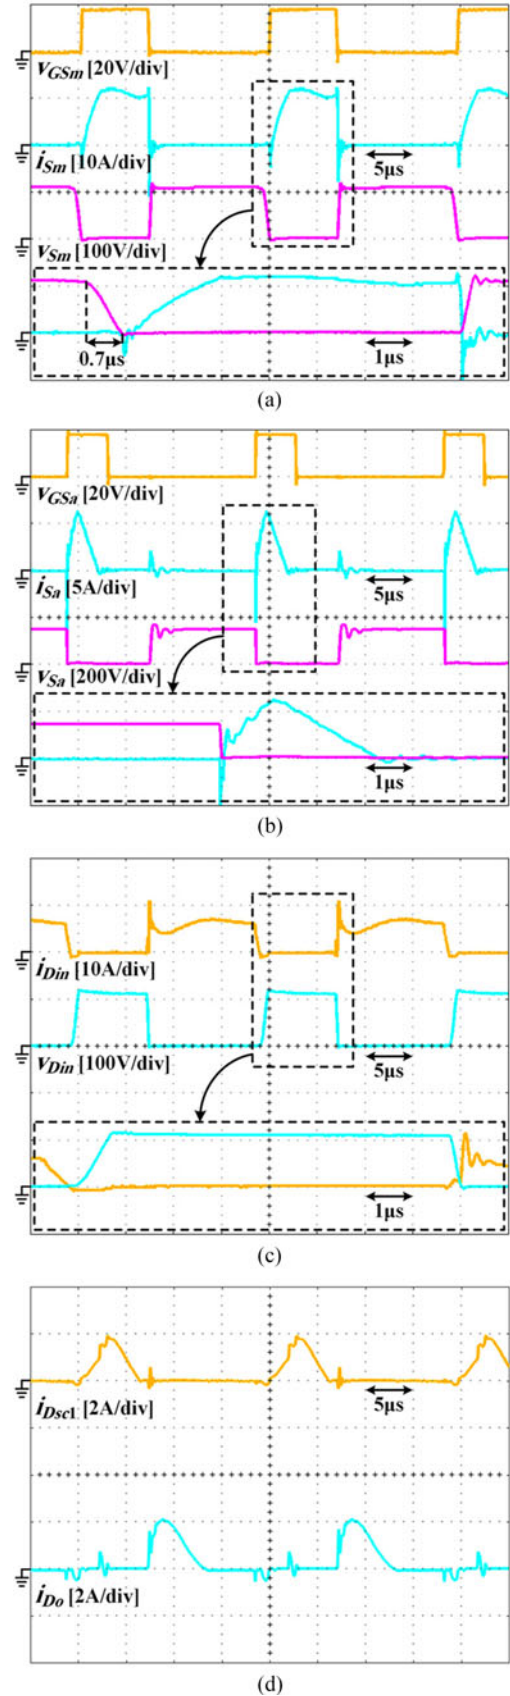 VGSm [20V/div]
iSm [10A/div]
5μs
VSm [100V/div]
0.7μs
1μs
(a)
VGSa [20V/div]
iSa [5A/div]
5μs
VSa [200V/div]
1μs
(b)
iDin [10A/div]
VDin [100V/div]
5μs
1μs
(c)
iDsc1 [2A/div]
5μs
iDo [2A/div]
(d)